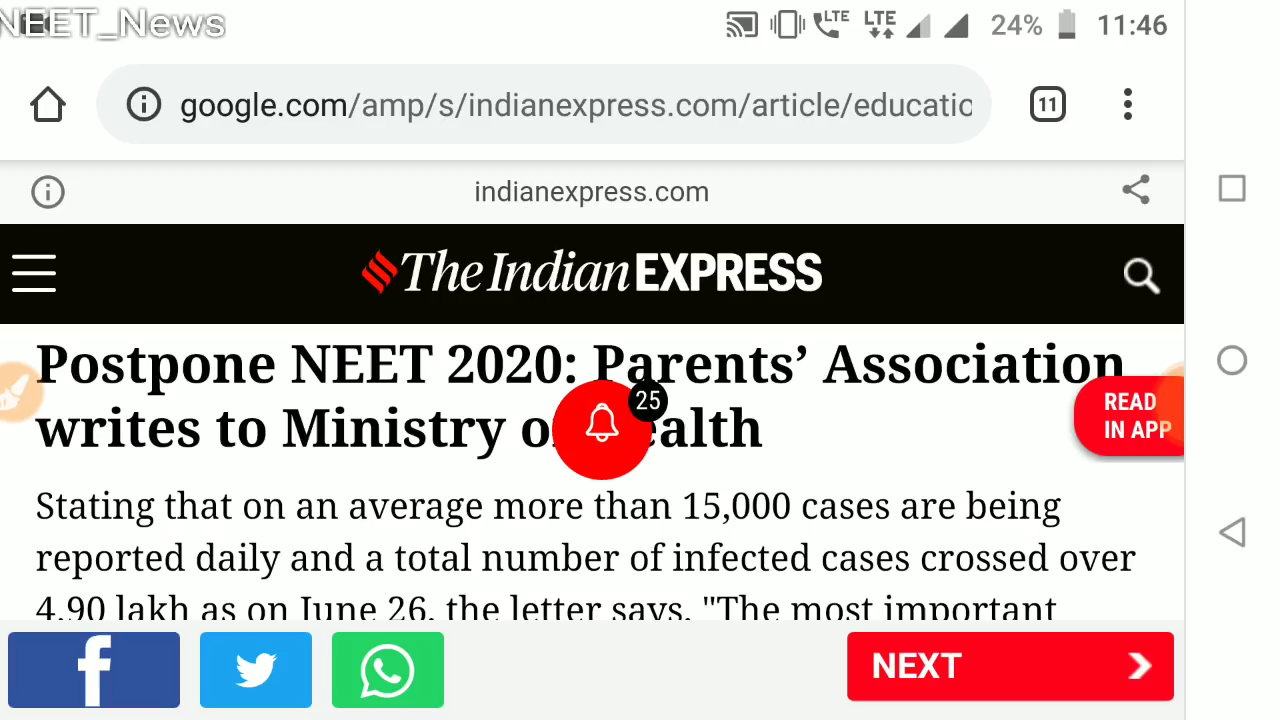 NEET_News
LTE LTE 24% 11:46
google.com/amp/s/indianexpress.com/article/educatio
11
indianexpress.com
The Indian EXPRESS
Postpone NEET 2020: Parents’ Association
writes to Ministry ealth
25
READ
IN APP
Stating that on an average more than 15,000 cases are being
reported daily and a total number of infected cases crossed over
4.90 lakh as on June 26, the letter says, "The most important
f
NEXT